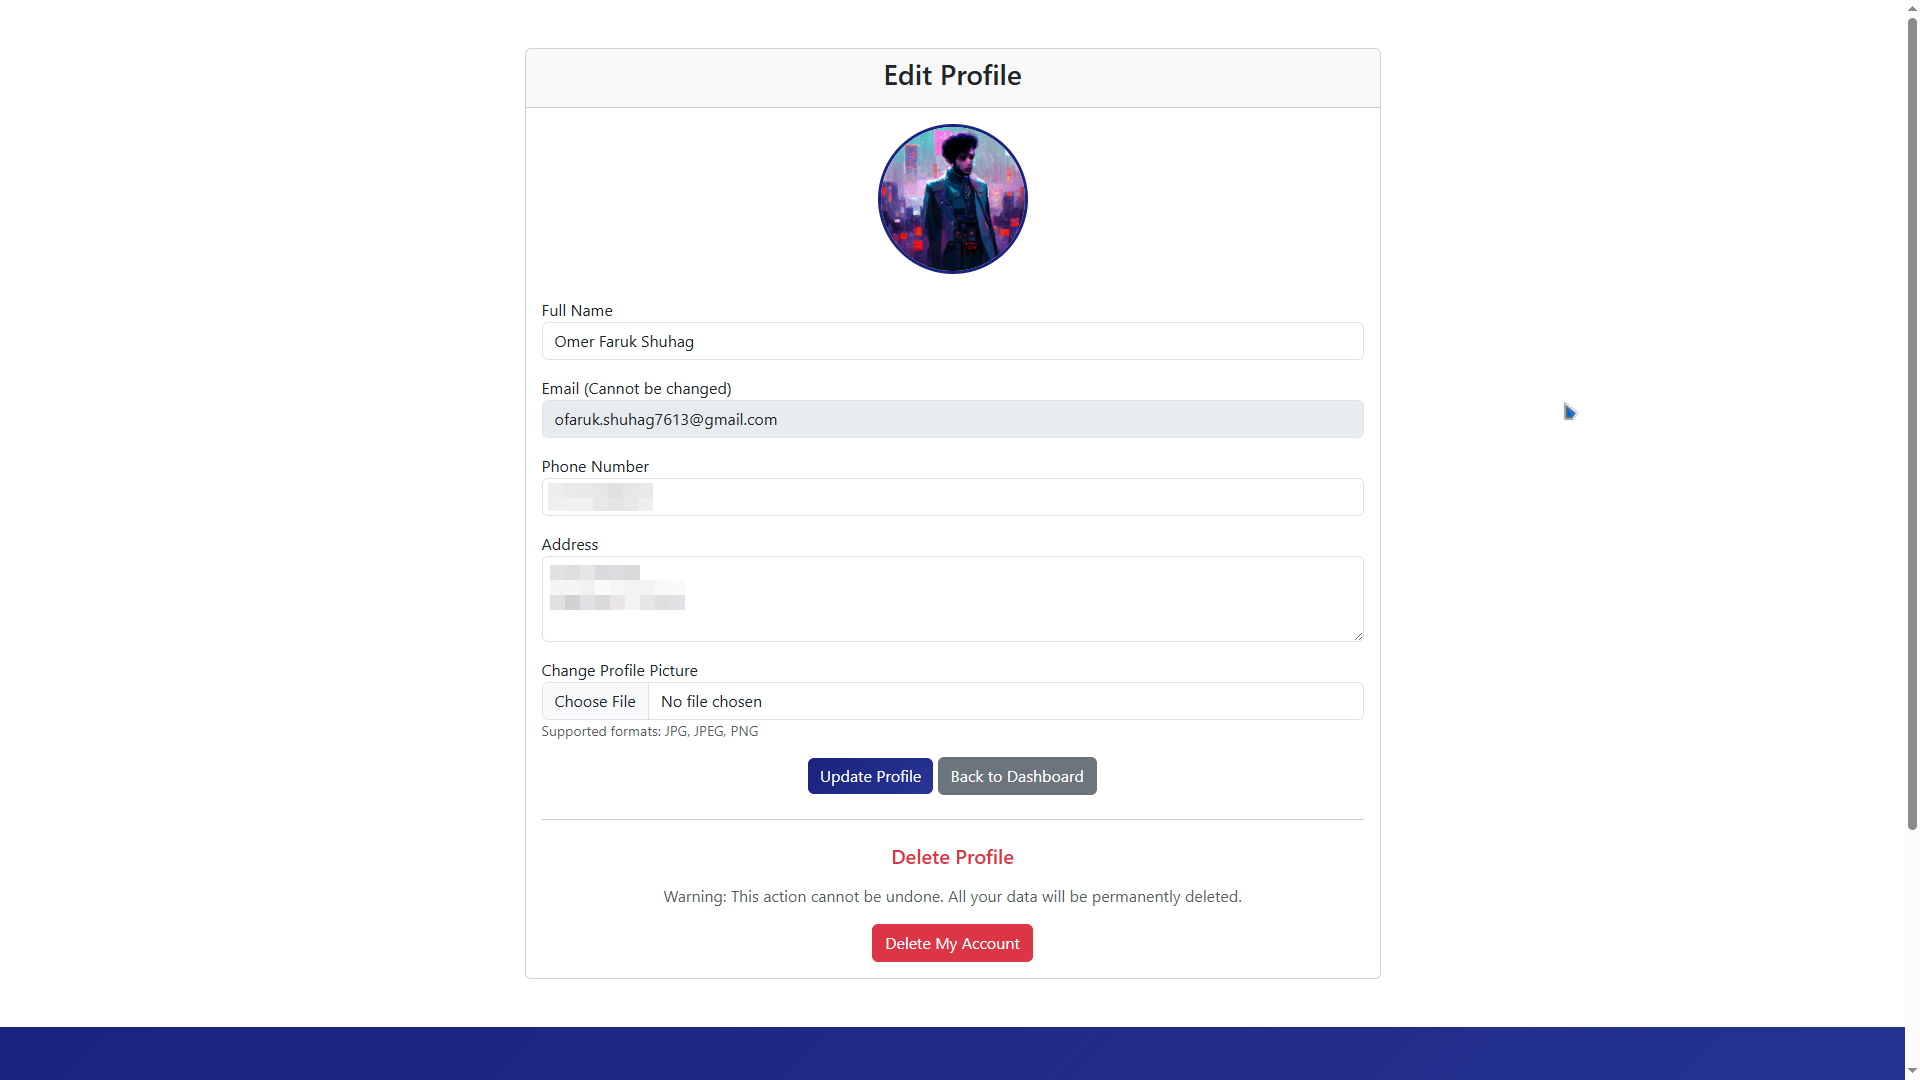 Edit Profile
Full Name
Omer Faruk Shuhag
Email (Cannot be changed)
ofaruk.shuhag7613@gmail.com
Phone Number
Address
Change Profile Picture
Choose File No file chosen
Supported formats: JPG, JPEG, PNG
Update Profile Back to Dashboard
Delete Profile
Warning: This action cannot be undone. All your data will be permanently deleted.
Delete My Account